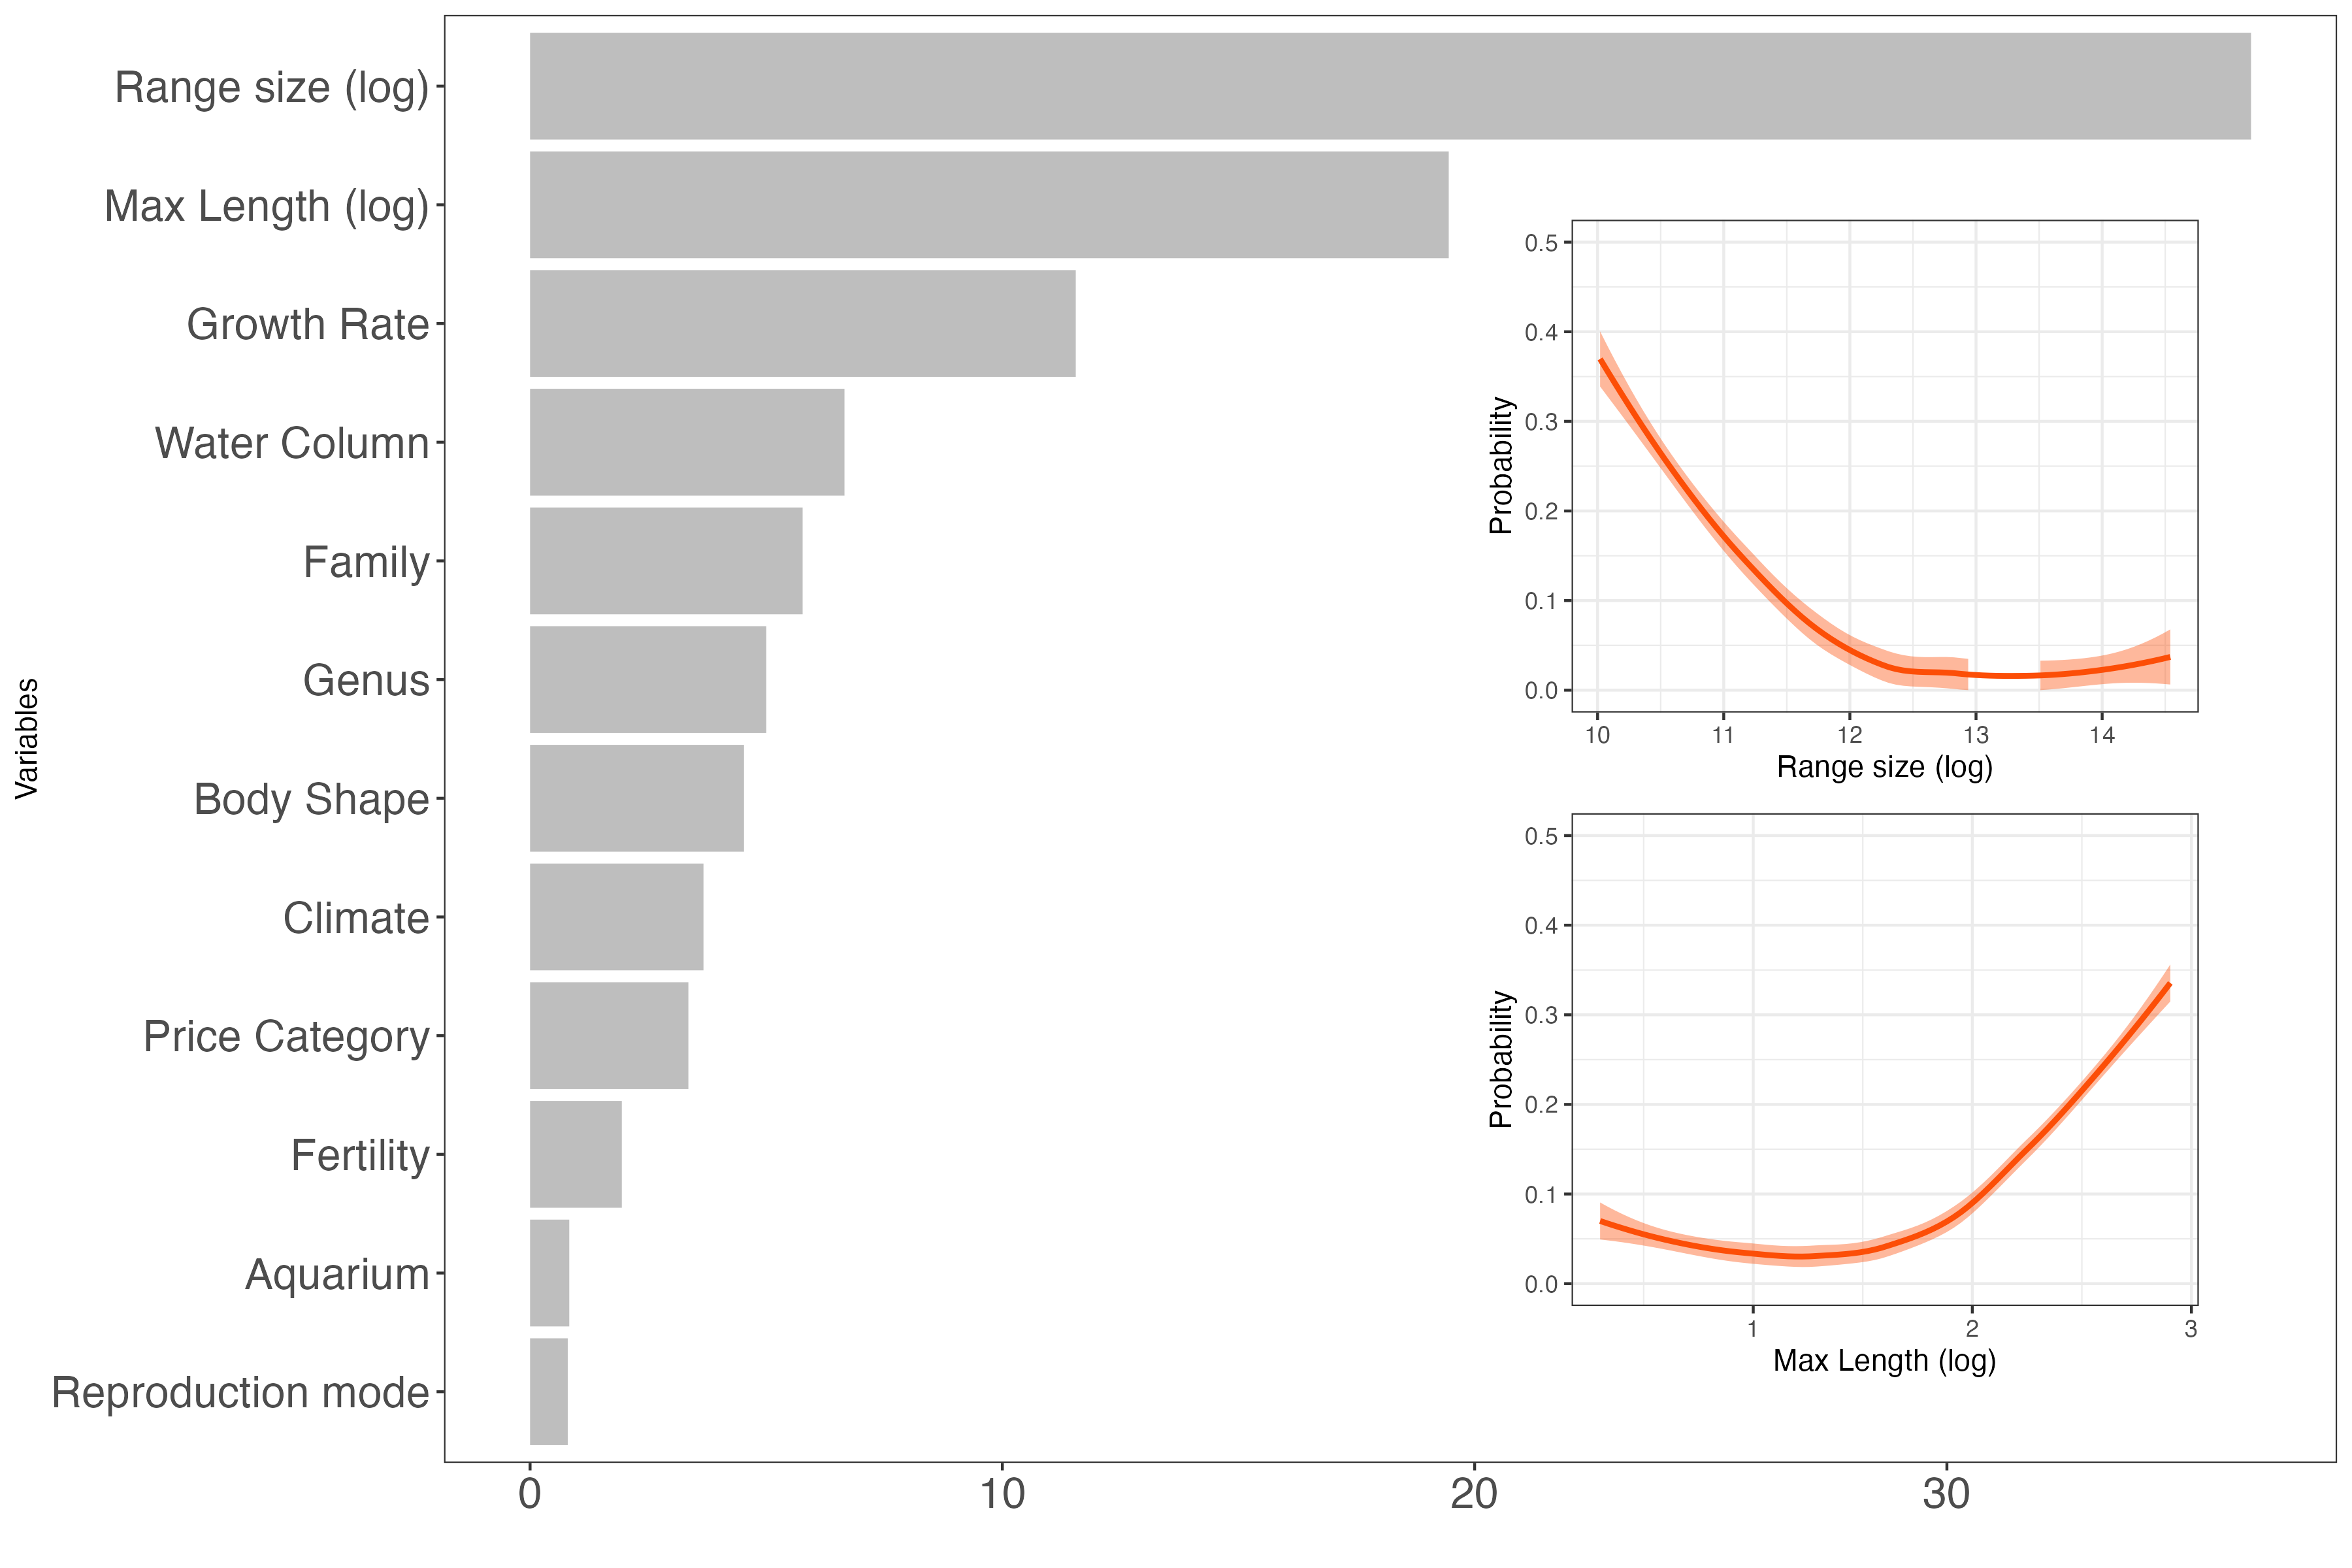 Variables
Range size (log)
Max Length (log)
Growth Rate
Water Column
Family
Genus
Body Shape
Climate
Price Category
Fertility
Aquarium
Reproduction mode
0 10 20 30
Probability
0.5
0.4
0.3
0.2
0.1
0.0
10 11 12 13 14
Range size (log)
Probability
0.5
0.4
0.3
0.2
0.1
0.0
1 2 3
Max Length (log)